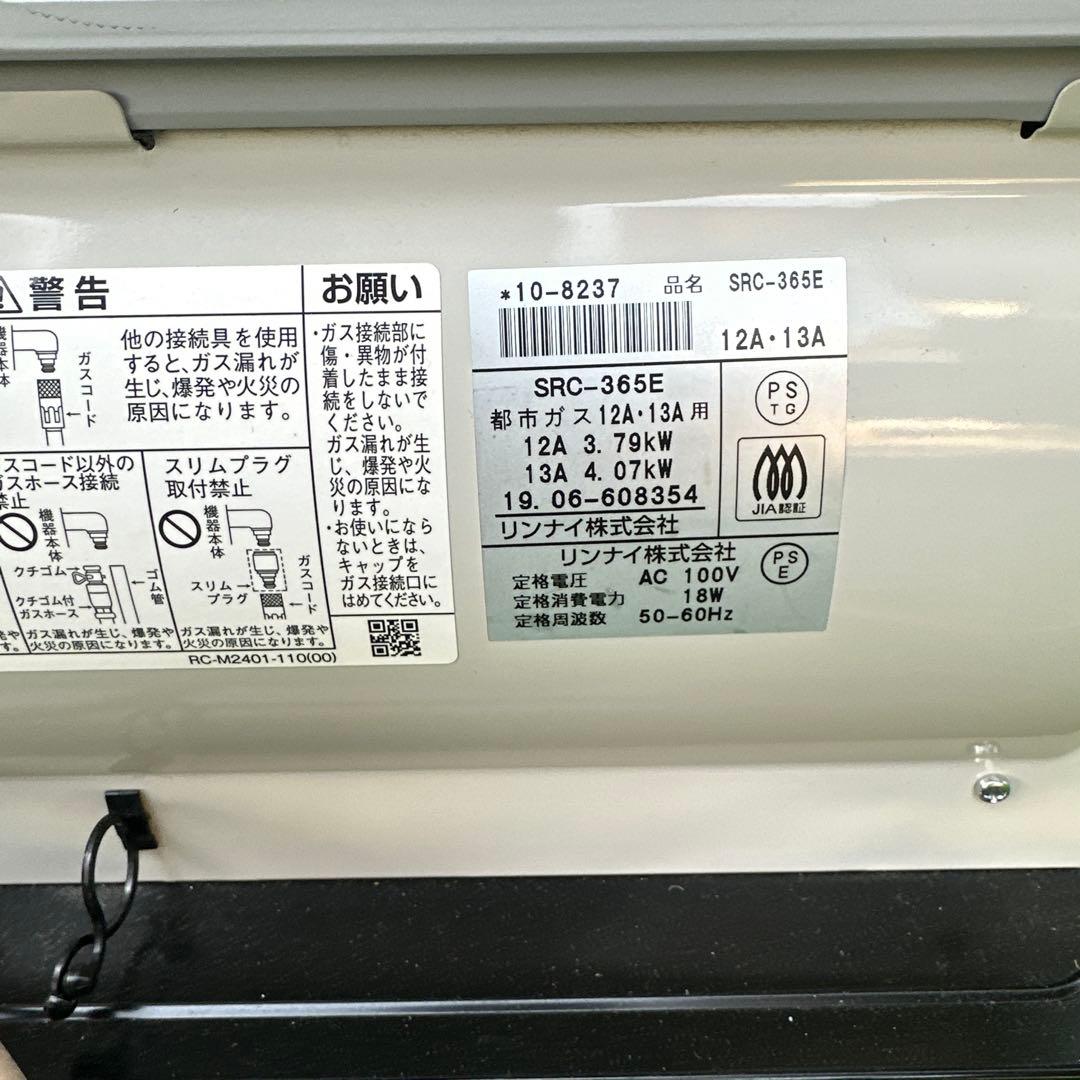 警告
機器本体
ガスコード
他の接続具を使用
すると、ガス漏れが
生じ、爆発や火災の
原因になります。
スコード以外の
ガスホース接続
禁止
機器本体
クチゴム
ゴム管
クチゴム付
ガスホース
ガス漏れが生じ、爆発や
火災の原因になります。
スリムプラグ
取付禁止
機器本体
スリム
プラグ
ガスコード
ガス漏れが生じ、爆発や
火災の原因になります。
お願い
・ガス接続部に
傷・異物が付
着したまま接
続をしないで
ください。
ガス漏れが生
じ、爆発や火
災の原因にな
ります。
・お使いになら
ないときは、
キャップを
ガス接続口に
はめてください。
RC-M2401-110(00)
*10-8237 品名 SRC-365E
12A・13A
SRC-365E
都市ガス12A・13A用
12A 3.79kW
13A 4.07kW
19.06-608354
リンナイ株式会社
PS
TG
JIA認証
リンナイ株式会社
定格電圧 AC 100V
定格消費電力 18W
定格周波数 50-60Hz
PS
E